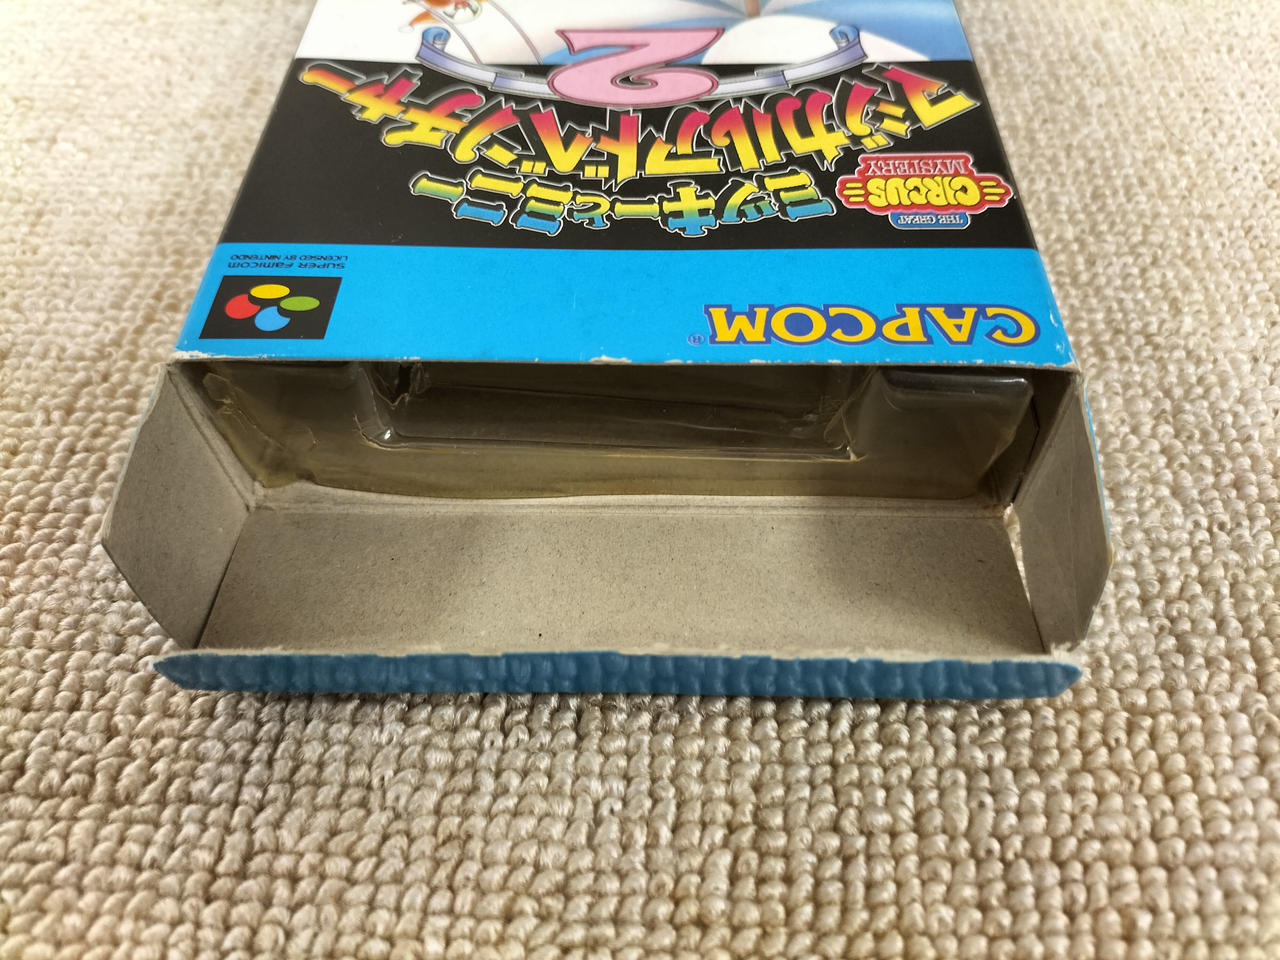 CAPCOM®
SUPER FAMICOM
LICENSED BY NINTENDO
THE GREAT
CIRCUS
MYSTERY
ミッキーとミニー
マジカルアドベンチャー
2